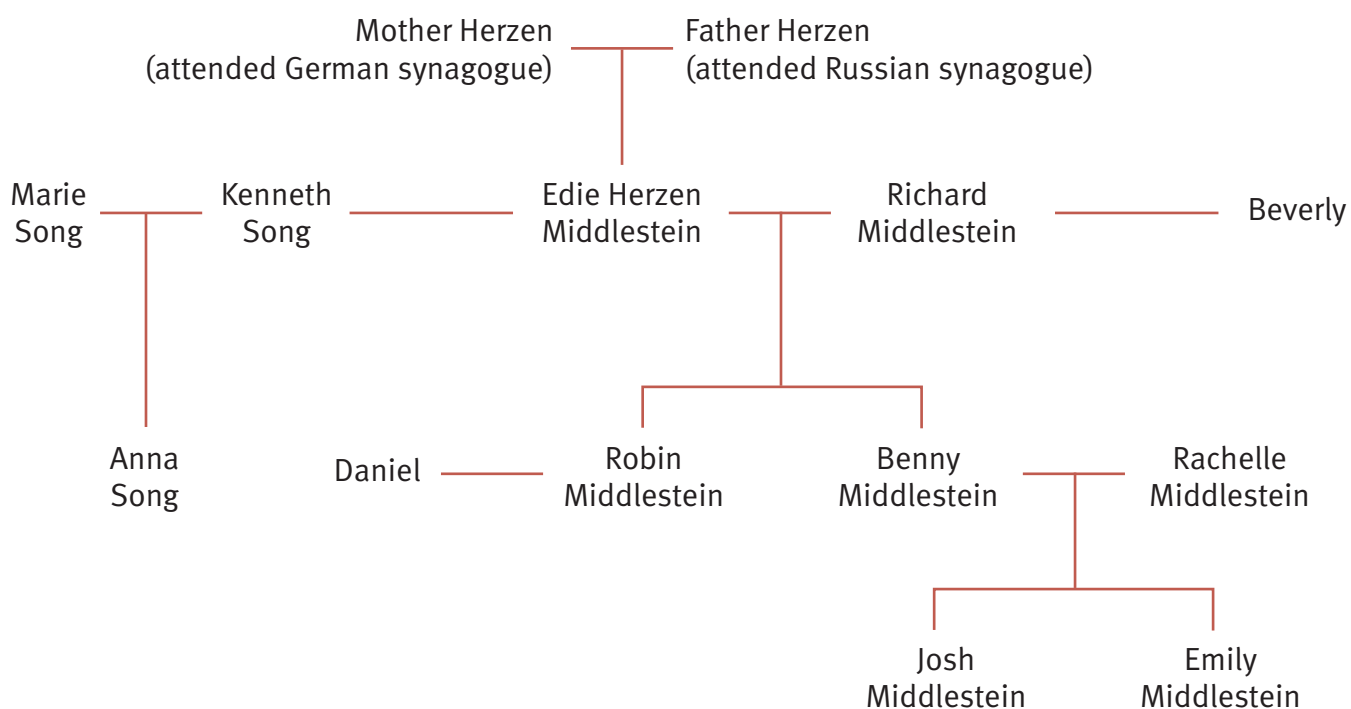 Mother Herzen
(attended German synagogue)
Father Herzen
(attended Russian synagogue)
Marie
Song
Kenneth
Song
Edie Herzen
Middlestein
Richard
Middlestein
Beverly
Anna
Song
Daniel
Robin
Middlestein
Benny
Middlestein
Rachelle
Middlestein
Josh
Middlestein
Emily
Middlestein